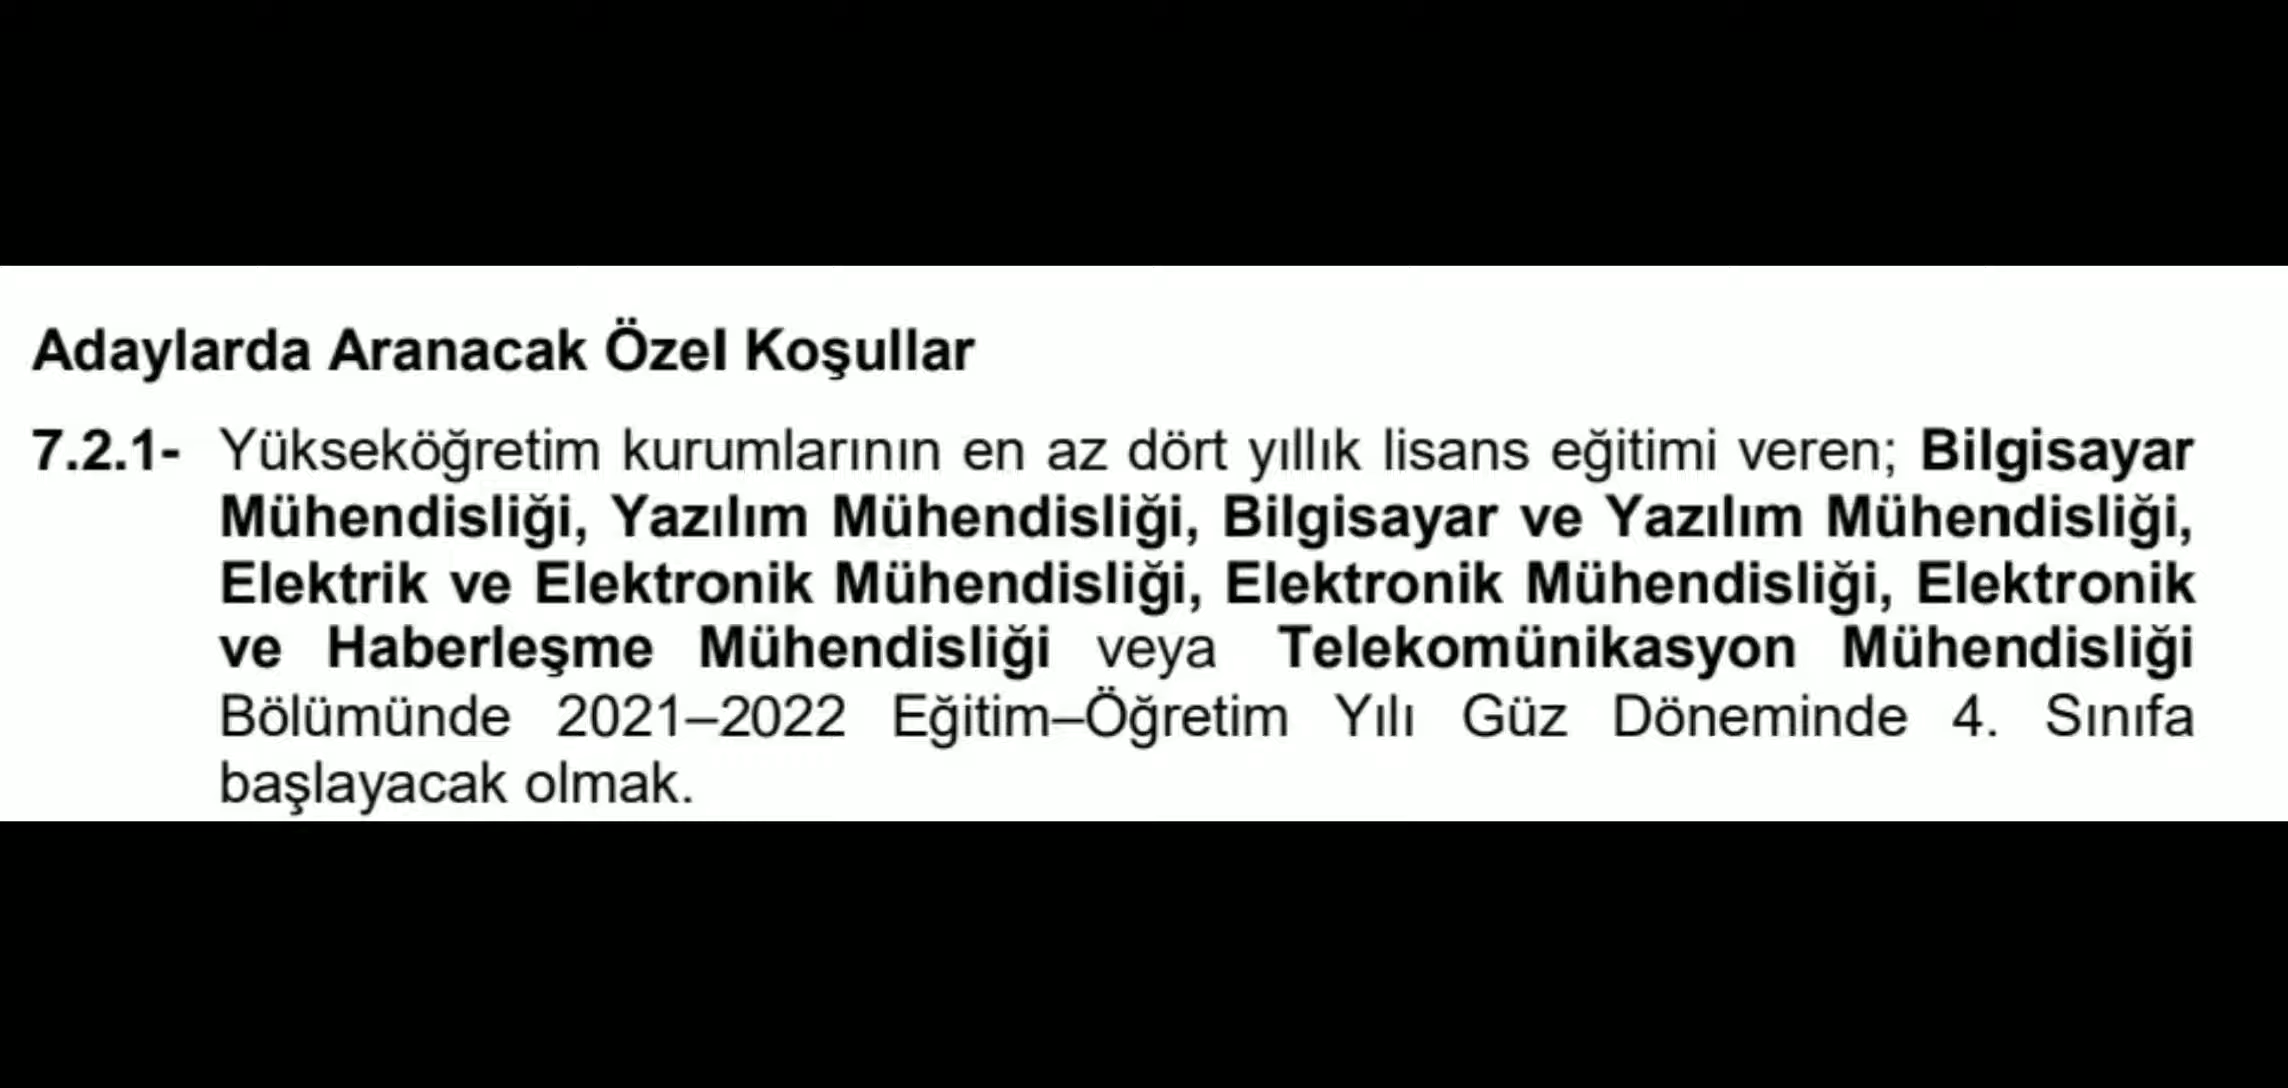 Adaylarda Aranacak Özel Koşullar
7.2.1- Yükseköğretim kurumlarının en az dört yıllık lisans eğitimi veren; Bilgisayar
Mühendisliği, Yazılım Mühendisliği, Bilgisayar ve Yazılım Mühendisliği,
Elektrik ve Elektronik Mühendisliği, Elektronik Mühendisliği, Elektronik
ve Haberleşme Mühendisliği veya Telekomünikasyon Mühendisliği
Bölümünde 2021–2022 Eğitim–Öğretim Yılı Güz Döneminde 4. Sınıfa
başlayacak olmak.